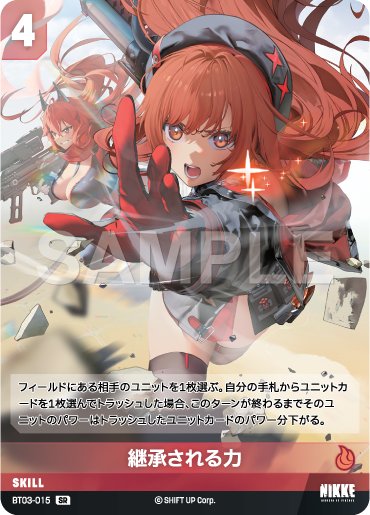 4
SAMPLE
フィールドにある相手のユニットを1枚選ぶ。自分の手札からユニットカ
ードを1枚選んでトラッシュした場合、このターンが終わるまでそのユ
ニットのパワーはトラッシュしたユニットカードのパワー分下がる。
継承される力
SKILL
BT03-015 SR
© SHIFT UP Corp.
NIKKE